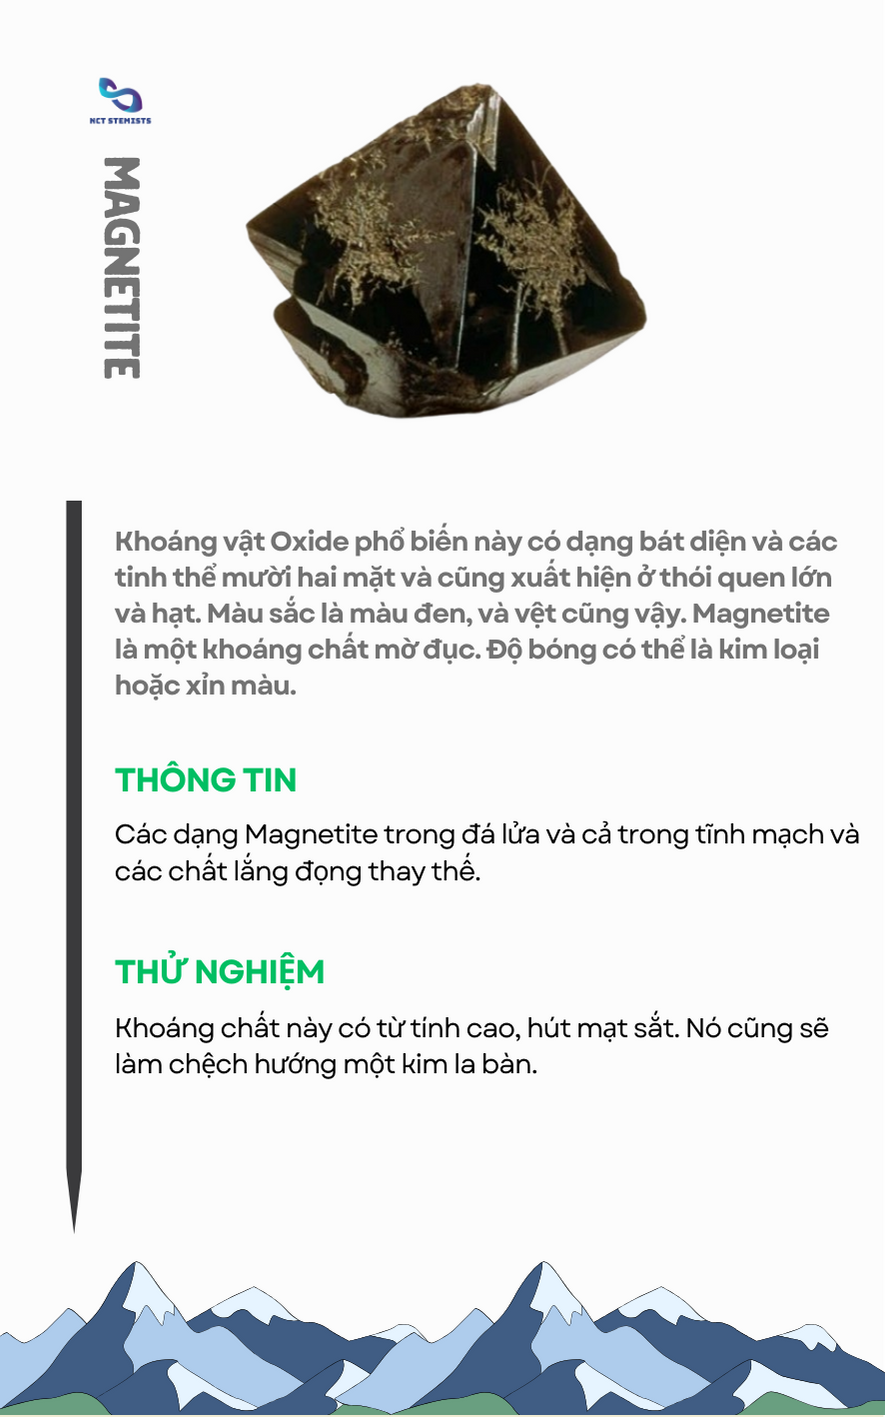 NCT STEMISTS
MAGNETITE
Khoáng vật Oxide phổ biến này có dạng bát diện và các
tinh thể mười hai mặt và cũng xuất hiện ở thói quen lớn
và hạt. Màu sắc là màu đen, và vệt cũng vậy. Magnetite
là một khoáng chất mờ đục. Độ bóng có thể là kim loại
hoặc xỉn màu.
THÔNG TIN
Các dạng Magnetite trong đá lửa và cả trong tĩnh mạch và
các chất lắng đọng thay thế.
THỬ NGHIỆM
Khoáng chất này có từ tính cao, hút mạt sắt. Nó cũng sẽ
làm chệch hướng một kim la bàn.